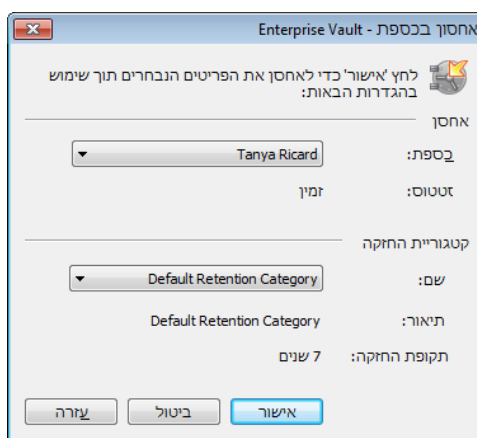 אחסון בכספת - Enterprise Vault
לחץ 'אישור' כדי לאחסן את הפריטים הנבחרים תוך שימוש
בהגדרות הבאות:
אחסן
כספת: Tanya Ricard
זטטוס: זמין
קטגוריית החזקה
שם: Default Retention Category
תיאור: Default Retention Category
תקופת החזקה: 7 שנים
אישור ביטול עזרה